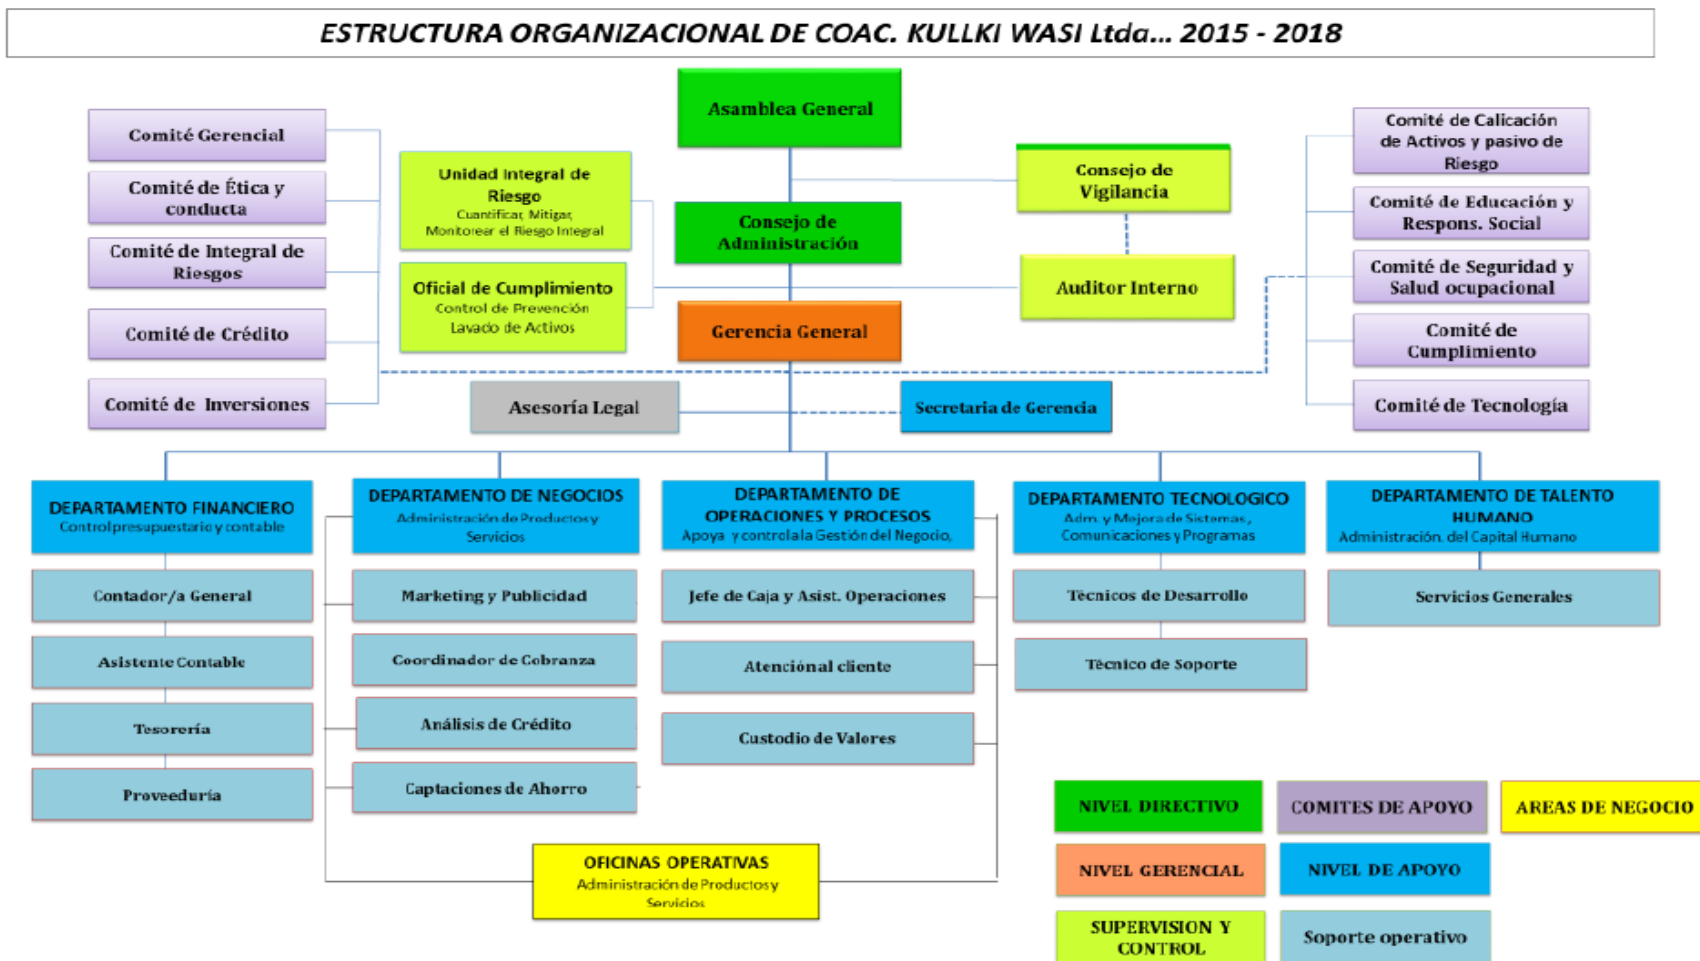 ESTRUCTURA ORGANIZACIONAL DE COAC. KULLKI WASI Ltda... 2015 - 2018
Asamblea General
Comité Gerencial
Comité de Ética y
conducta
Comité de Integral de
Riesgos
Comité de Crédito
Comité de Inversiones
Unidad Integral de
Riesgo
Cuantificar, Mitigar,
Monitorear el Riesgo Integral
Oficial de Cumplimiento
Control de Prevención
Lavado de Activos
Consejo de
Administración
Gerencia General
Consejo de
Vigilancia
Auditor Interno
Comité de Calicación
de Activos y pasivo de
Riesgo
Comité de Educación y
Respons. Social
Comité de Seguridad y
Salud ocupacional
Comité de
Cumplimiento
Comité de Tecnología
Asesoría Legal
Secretaria de Gerencia
DEPARTAMENTO FINANCIERO
Control presupuestario y contable
Contador/a General
Asistente Contable
Tesorería
Proveeduría
DEPARTAMENTO DE NEGOCIOS
Administración de Productos y
Servicios
Marketing y Publicidad
Coordinador de Cobranza
Análisis de Crédito
Captaciones de Ahorro
DEPARTAMENTO DE
OPERACIONES Y PROCESOS
Apoya y controla la Gestión del Negocio,
Jefe de Caja y Asist. Operaciones
Atenciónal cliente
Custodio de Valores
DEPARTAMENTO TECNOLOGICO
Adm. y Mejora de Sistemas,
Comunicaciones y Programas
Técnicos de Desarrollo
Técnico de Soporte
DEPARTAMENTO DE TALENTO
HUMANO
Administración. del Capital Humano
Servicios Generales
OFICINAS OPERATIVAS
Administración de Productos y
Servicios
NIVEL DIRECTIVO
COMITES DE APOYO
AREAS DE NEGOCIO
NIVEL GERENCIAL
NIVEL DE APOYO
SUPERVISION Y
CONTROL
Soporte operativo